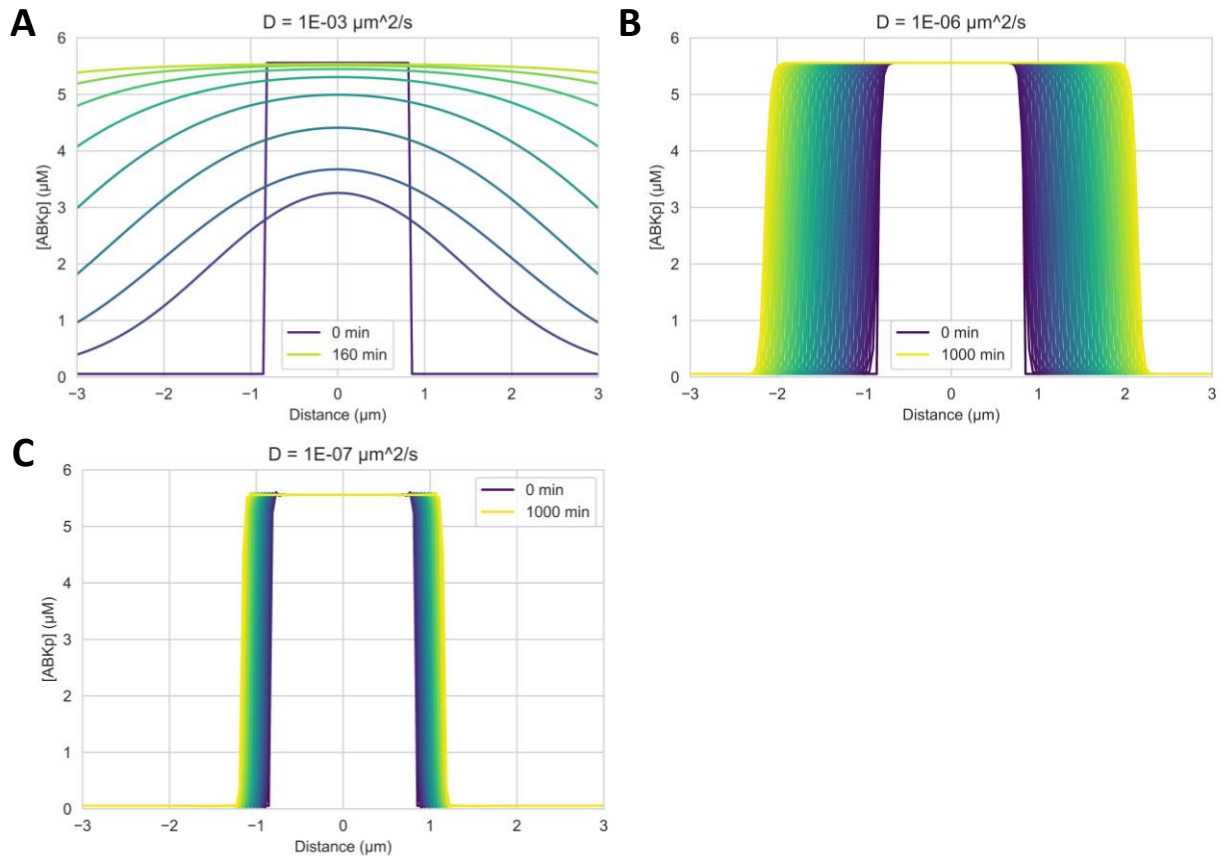 A
D = 1E-03 µm^2/s
[ABKp] (µM)
6
5
4
3
2
1
0
0 min
160 min
−3 −2 −1 0 1 2 3
Distance (µm)
B
D = 1E-06 µm^2/s
[ABKp] (µM)
6
5
4
3
2
1
0
0 min
1000 min
−3 −2 −1 0 1 2 3
Distance (µm)
C
D = 1E-07 µm^2/s
[ABKp] (µM)
6
5
4
3
2
1
0
0 min
1000 min
−3 −2 −1 0 1 2 3
Distance (µm)